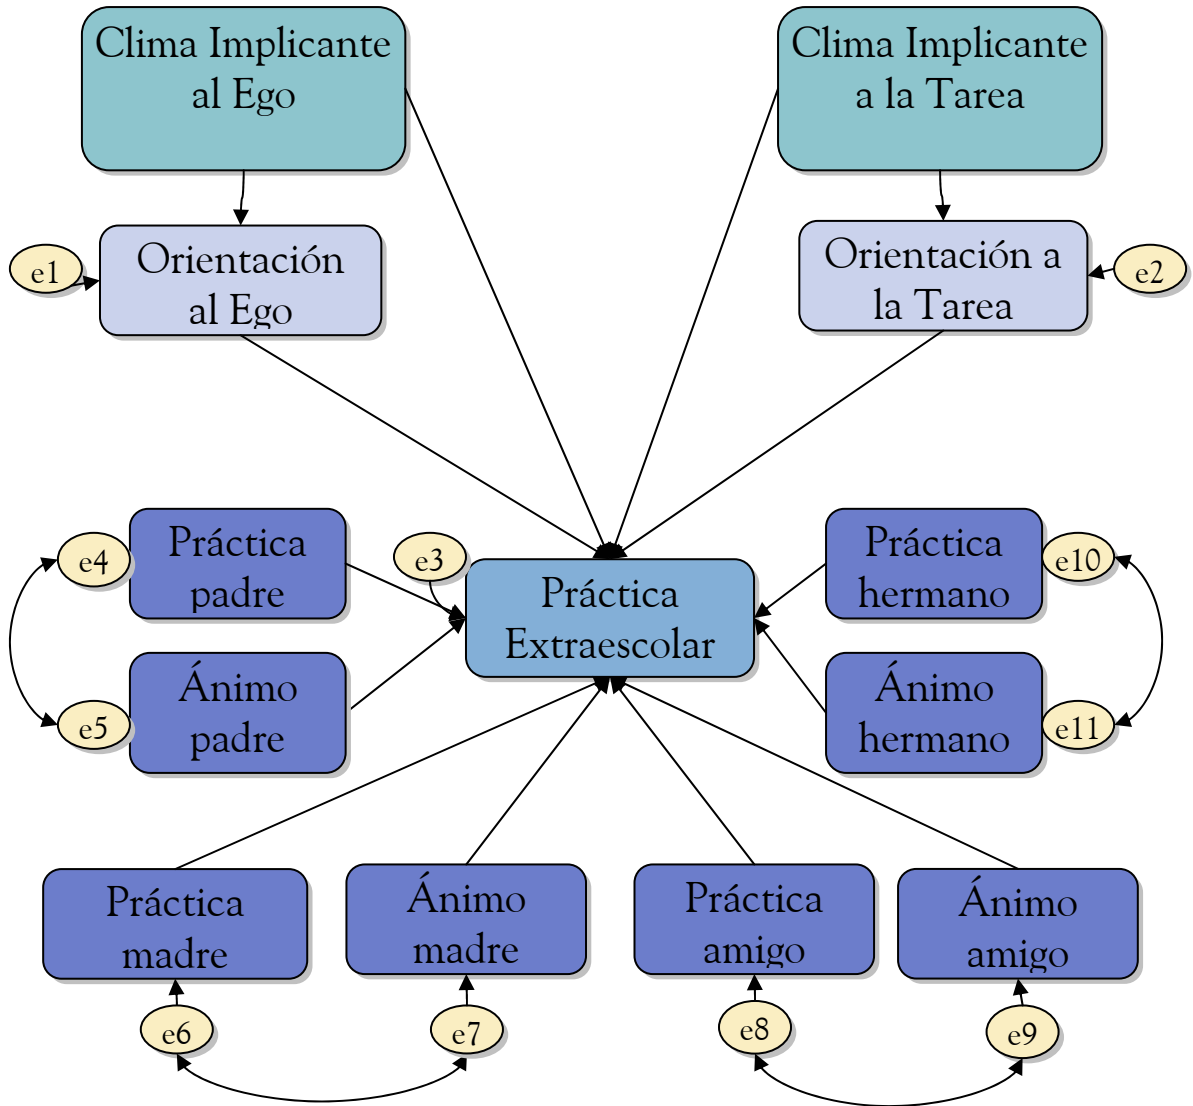 Clima Implicante
al Ego
Clima Implicante
a la Tarea
Orientación
al Ego
e1
Orientación a
la Tarea
e2
Práctica
padre
e4
e3
Práctica
Extraescolar
Práctica
hermano
e10
Ánimo
padre
e5
Ánimo
hermano
e11
Práctica
madre
Ánimo
madre
Práctica
amigo
Ánimo
amigo
e6
e7
e8
e9